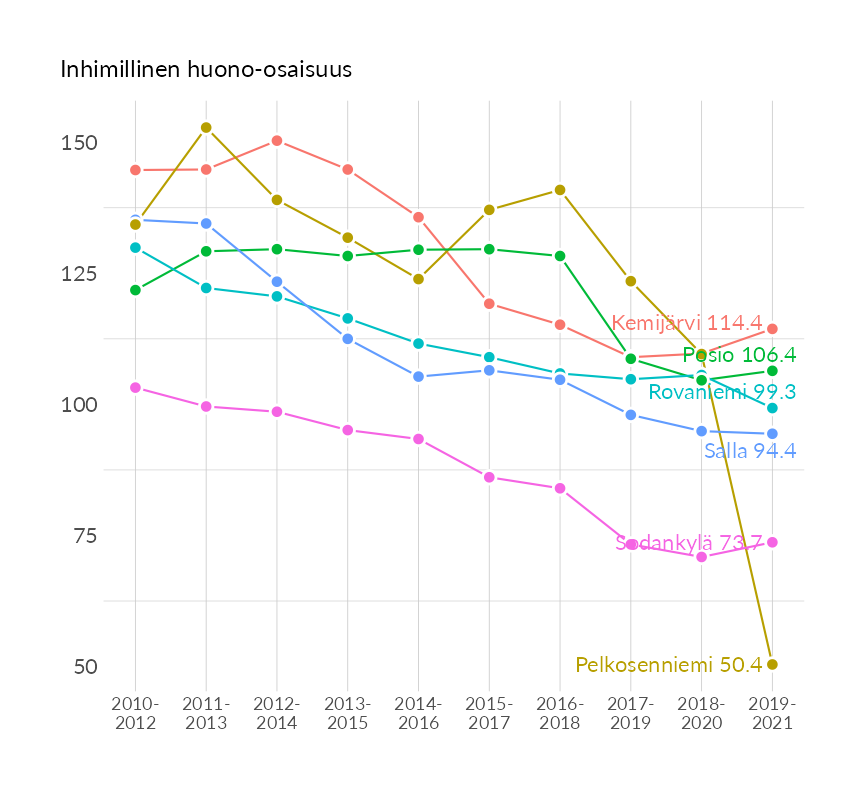 Inhimillinen huono-osaisuus
150
125
100
75
50
Kemijärvi 114.4
Posio 106.4
Rovaniemi 99.3
Salla 94.4
Sodankylä 73.7
Pelkosenniemi 50.4
2010- 2011- 2012- 2013- 2014- 2015- 2016- 2017- 2018- 2019-
2012 2013 2014 2015 2016 2017 2018 2019 2020 2021